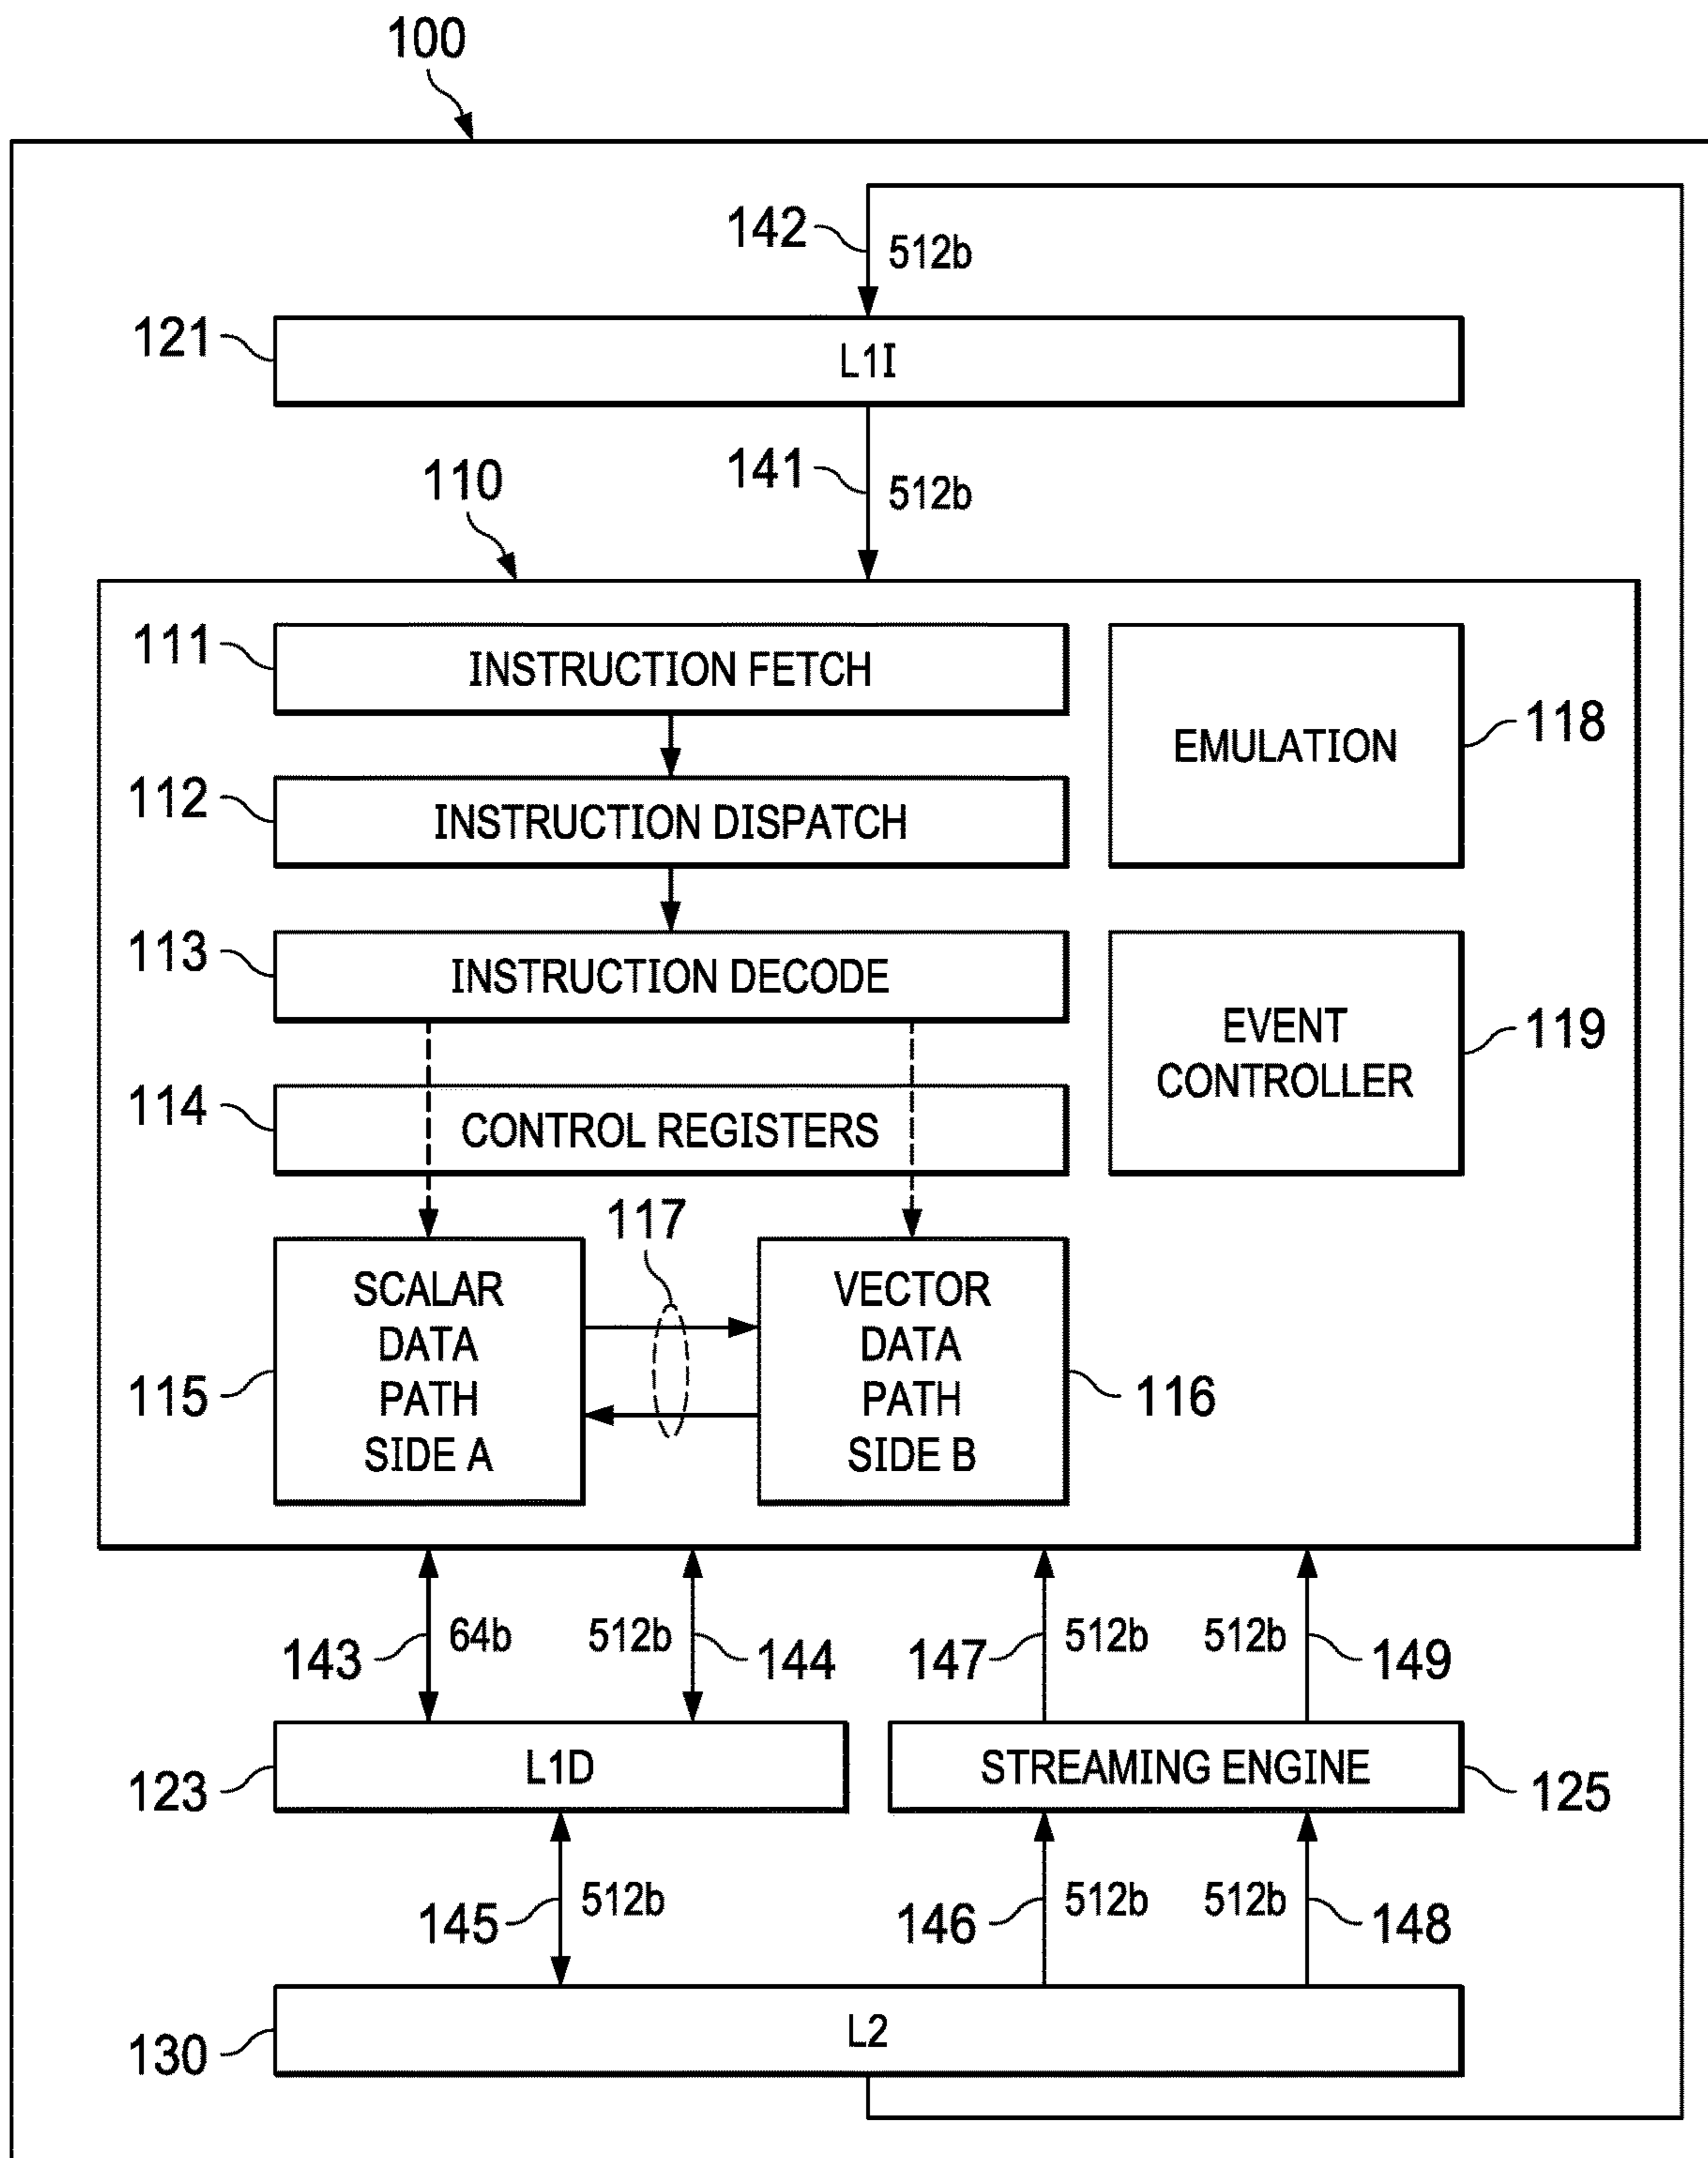 100
142
512b
121
L1I
141
512b
110
111
INSTRUCTION FETCH
EMULATION
118
112
INSTRUCTION DISPATCH
113
INSTRUCTION DECODE
EVENT
CONTROLLER
119
114
CONTROL REGISTERS
117
SCALAR
DATA
PATH
SIDE A
115
VECTOR
DATA
PATH
SIDE B
116
143
64b
512b
144
147
512b
512b
149
123
L1D
STREAMING ENGINE
125
145
512b
146
512b
512b
148
130
L2